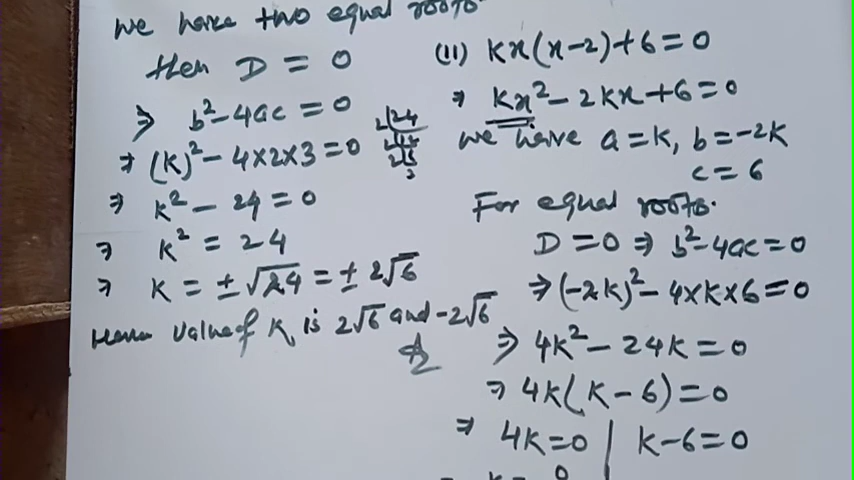 we have two equal roots
then D = 0
⇒ b² - 4ac = 0
⇒ (K)² - 4×2×3 = 0
⇒ K² - 24 = 0
⇒ K² = 24
⇒ K = ± √24 = ± 2√6
Hence value of K is 2√6 and -2√6
(II) Kx(x-2)+6=0
⇒ Kx² - 2Kx + 6 = 0
we have a = K, b = -2K
c = 6
For equal roots.
D = 0 ⇒ b² - 4ac = 0
⇒ (-2K)² - 4×K×6 = 0
⇒ 4K² - 24K = 0
⇒ 4K(K - 6) = 0
⇒ 4K = 0 | K - 6 = 0